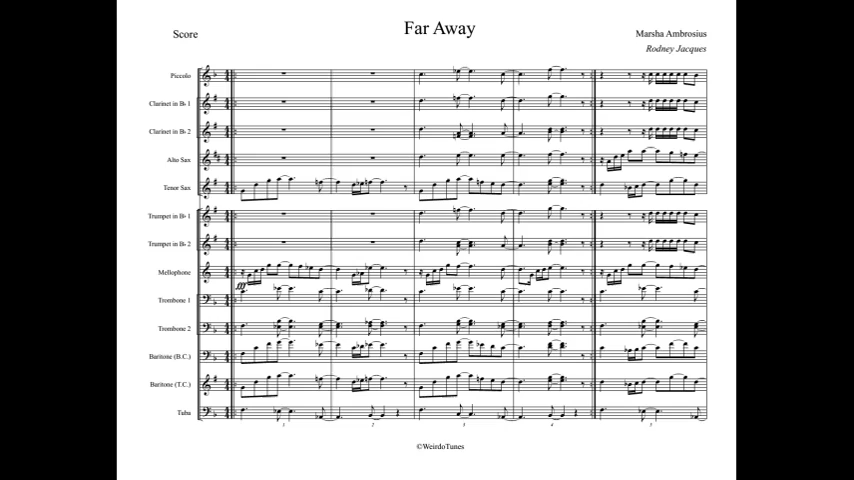 Far Away
Score
Marsha Ambrosius
Rodney Jacques
Piccolo
Clarinet in B♭ 1
Clarinet in B♭ 2
Alto Sax
Tenor Sax
Trumpet in B♭ 1
Trumpet in B♭ 2
Mellophone
fff
Trombone 1
Trombone 2
Baritone (B.C.)
Baritone (T.C.)
Tuba
1 2 3 4 5
©WeirdoTunes